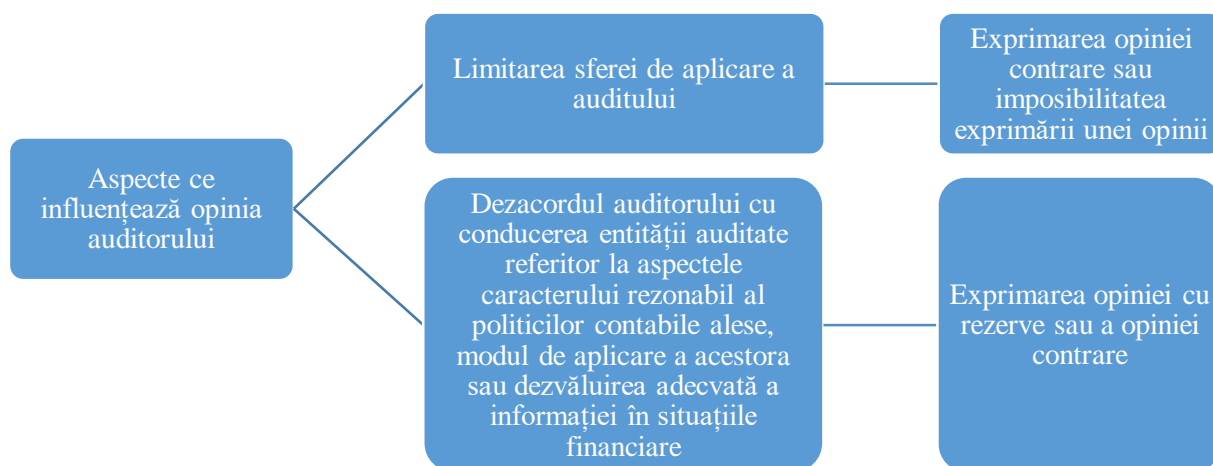 Aspecte ce
influențează opinia
auditorului
Limitarea sferei de aplicare a
auditului
Exprimarea opiniei
contrare sau
imposibilitatea
exprimării unei opinii
Dezacordul auditorului cu
conducerea entității auditate
referitor la aspectele
caracterului rezonabil al
politicilor contabile alese,
modul de aplicare a acestora
sau dezvăluirea adecvată a
informației în situațiile
financiare
Exprimarea opiniei cu
rezerve sau a opiniei
contrare